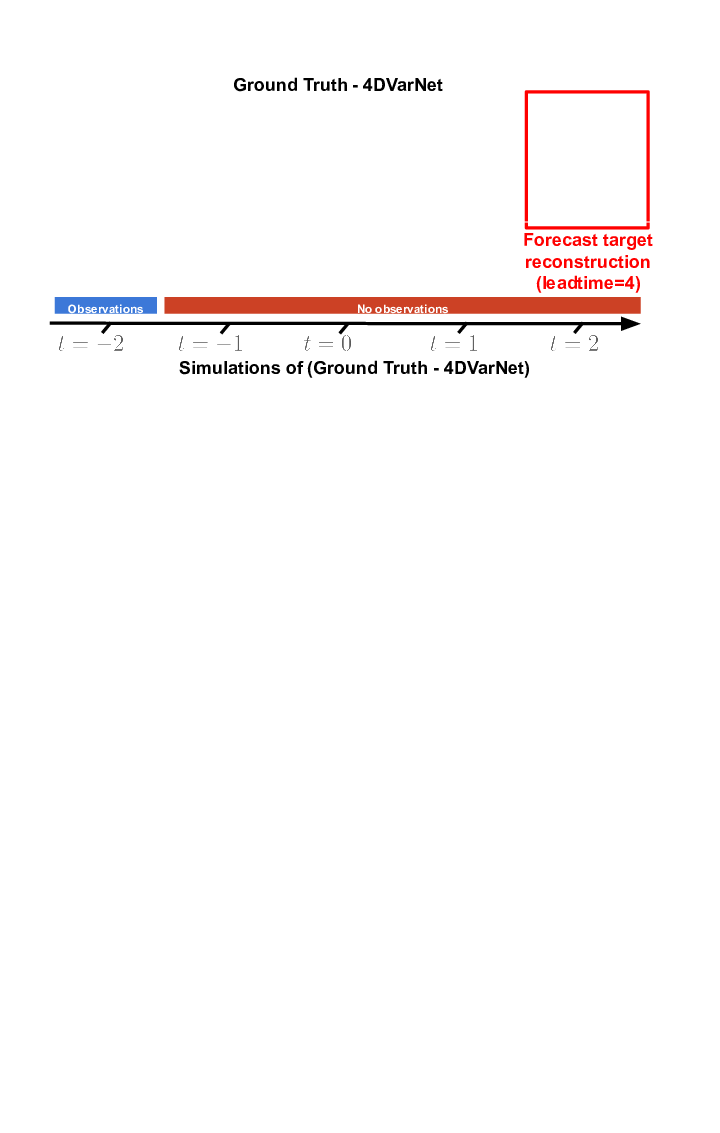 Ground Truth - 4DVarNet
Forecast target
reconstruction
(leadtime=4)
Observations
No observations
t = −2
t = −1
t = 0
t = 1
t = 2
Simulations of (Ground Truth - 4DVarNet)